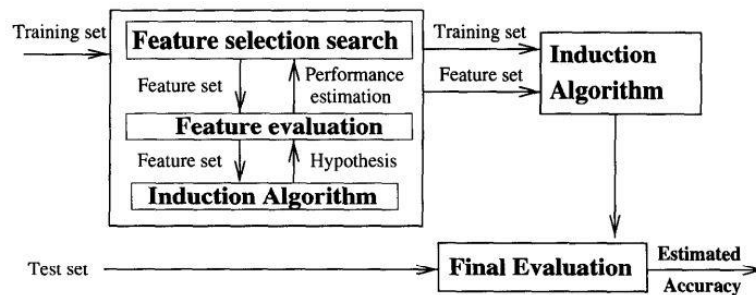 Training set
Feature selection search
Training set
Feature set
Performance
estimation
Feature set
Induction
Algorithm
Feature evaluation
Feature set
Hypothesis
Induction Algorithm
Test set
Final Evaluation
Estimated
Accuracy